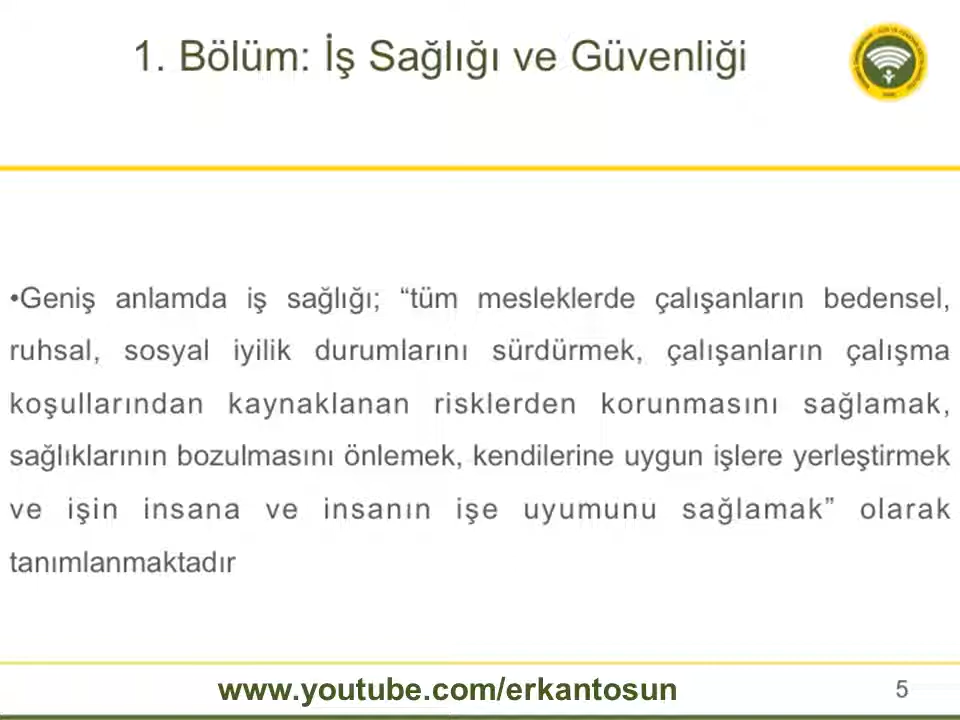 1. Bölüm: İş Sağlığı ve Güvenliği
•Geniş anlamda iş sağlığı; “tüm mesleklerde çalışanların bedensel,
ruhsal, sosyal iyilik durumlarını sürdürmek, çalışanların çalışma
koşullarından kaynaklanan risklerden korunmasını sağlamak,
sağlıklarının bozulmasını önlemek, kendilerine uygun işlere yerleştirmek
ve işin insana ve insanın işe uyumunu sağlamak” olarak
tanımlanmaktadır
www.youtube.com/erkantosun
5